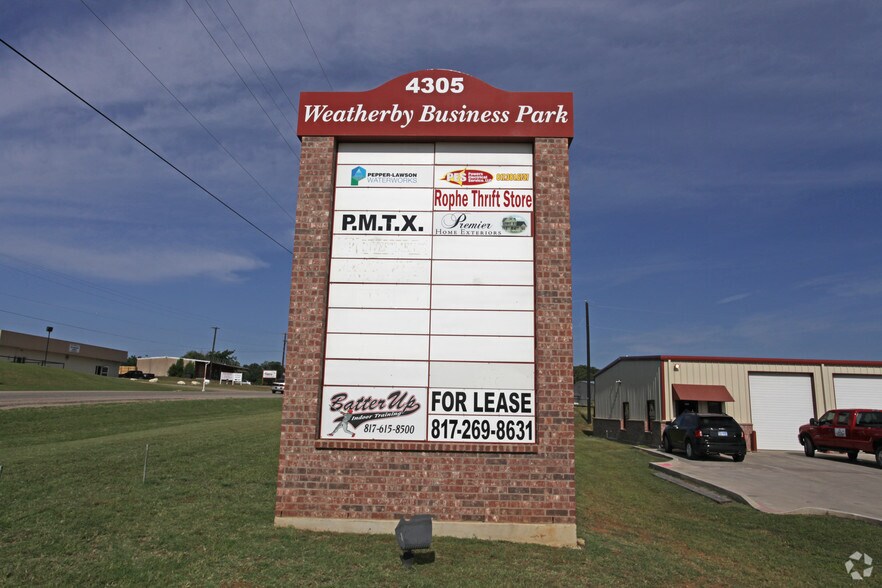 4305
Weatherby Business Park
PEPPER-LAWSON
WATERWORKS
PES
Rophe Thrift Store
P.M.T.X.
Premier
HOME EXTERIORS
Batter Up
Indoor Training
817-615-8500
FOR LEASE
817-269-8631